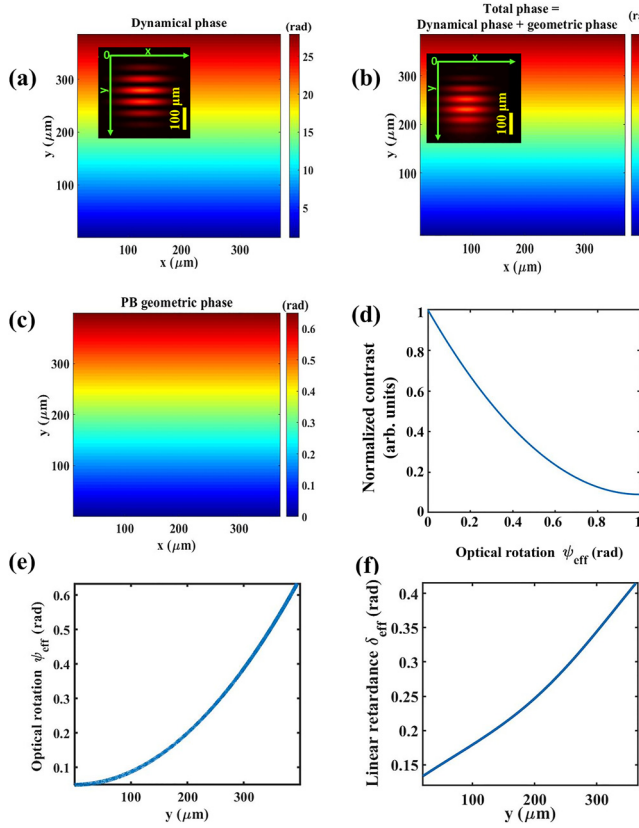 Dynamical phase
(rad)
(a)
0
x
y
100 μm
300
200
100
y (μm)
100
200
300
x (μm)
25
20
15
10
5
Total phase =
Dynamical phase + geometric phase
(b)
0
x
y
100 μm
300
200
100
y (μm)
100
200
300
x (μm)
PB geometric phase
(rad)
(c)
300
200
100
y (μm)
100
200
300
x (μm)
0.6
0.5
0.4
0.3
0.2
0.1
0
(d)
Normalized contrast
(arb. units)
1
0.8
0.6
0.4
0.2
0
0
0.2
0.4
0.6
0.8
1
Optical rotation ψeff (rad)
(e)
Optical rotation ψeff (rad)
0.6
0.5
0.4
0.3
0.2
0.1
100
200
300
y (μm)
(f)
Linear retardance δeff (rad)
0.4
0.35
0.3
0.25
0.2
0.15
0.12
100
200
300
y (μm)